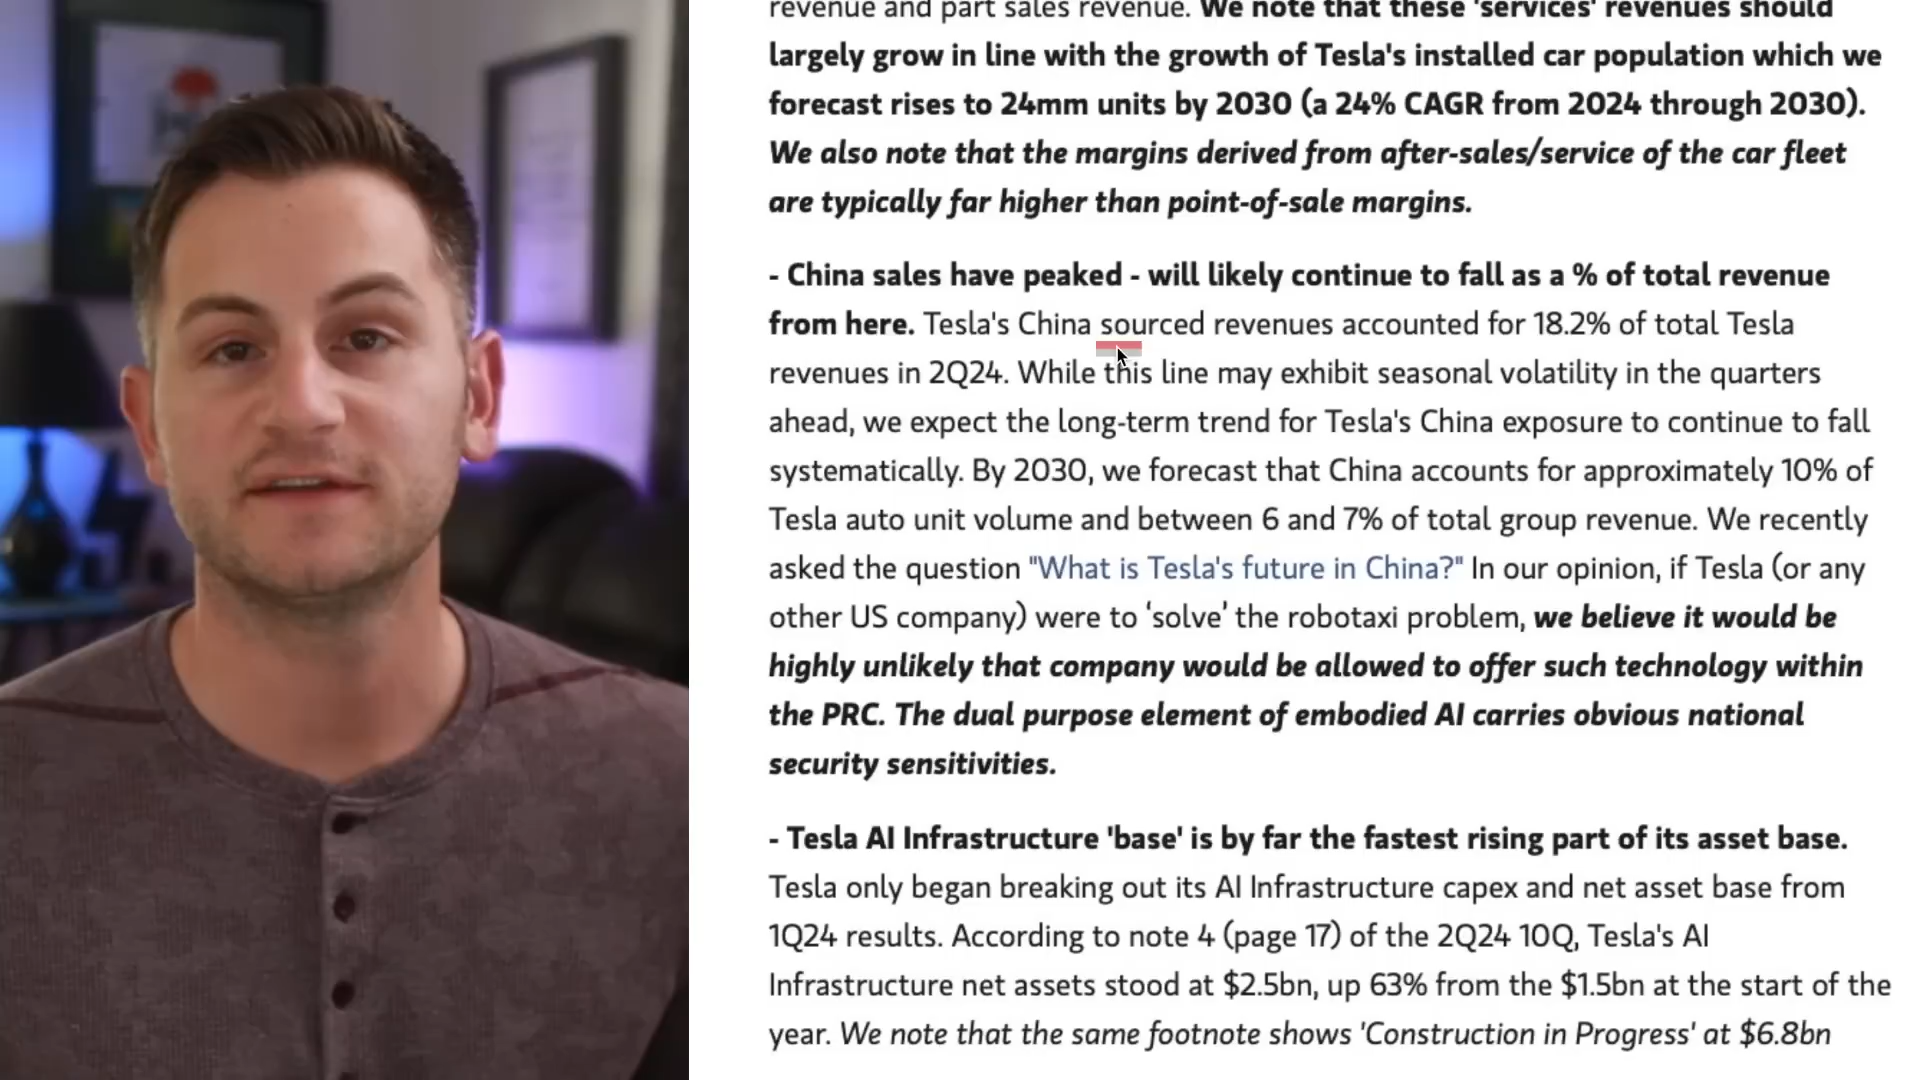 revenue and part sales revenue. We note that these 'services' revenues should
largely grow in line with the growth of Tesla's installed car population which we
forecast rises to 24mm units by 2030 (a 24% CAGR from 2024 through 2030).
We also note that the margins derived from after-sales/service of the car fleet
are typically far higher than point-of-sale margins.
- China sales have peaked - will likely continue to fall as a % of total revenue
from here. Tesla's China sourced revenues accounted for 18.2% of total Tesla
revenues in 2Q24. While this line may exhibit seasonal volatility in the quarters
ahead, we expect the long-term trend for Tesla's China exposure to continue to fall
systematically. By 2030, we forecast that China accounts for approximately 10% of
Tesla auto unit volume and between 6 and 7% of total group revenue. We recently
asked the question "What is Tesla's future in China?" In our opinion, if Tesla (or any
other US company) were to ‘solve’ the robotaxi problem, we believe it would be
highly unlikely that company would be allowed to offer such technology within
the PRC. The dual purpose element of embodied AI carries obvious national
security sensitivities.
- Tesla AI Infrastructure 'base' is by far the fastest rising part of its asset base.
Tesla only began breaking out its AI Infrastructure capex and net asset base from
1Q24 results. According to note 4 (page 17) of the 2Q24 10Q, Tesla's AI
Infrastructure net assets stood at $2.5bn, up 63% from the $1.5bn at the start of the
year. We note that the same footnote shows 'Construction in Progress' at $6.8bn